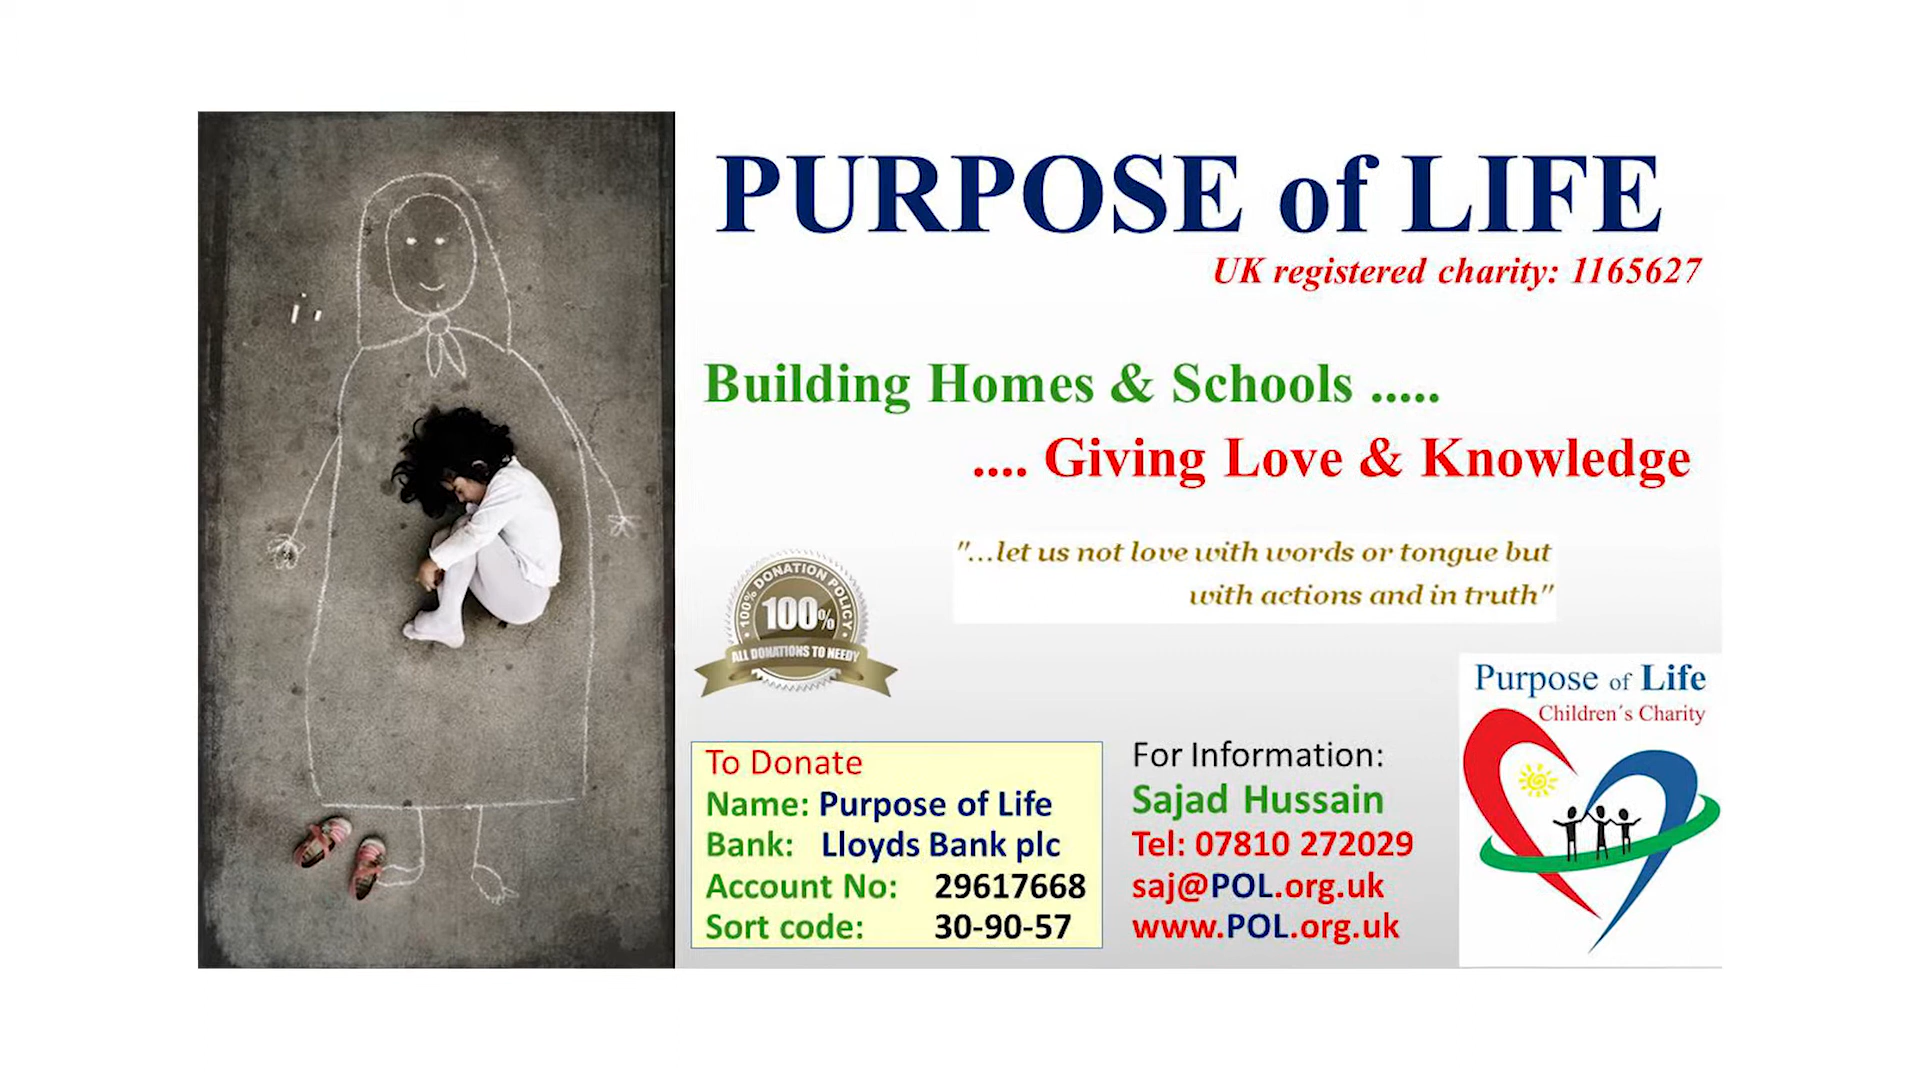 PURPOSE of LIFE
UK registered charity: 1165627
Building Homes & Schools .....
.... Giving Love & Knowledge
"...let us not love with words or tongue but
with actions and in truth"
100% DONATION POLICY
100%
ALL DONATIONS TO NEEDY
Purpose of Life
Children´s Charity
To Donate
Name: Purpose of Life
Bank: Lloyds Bank plc
Account No: 29617668
Sort code: 30-90-57
For Information:
Sajad Hussain
Tel: 07810 272029
saj@POL.org.uk
www.POL.org.uk